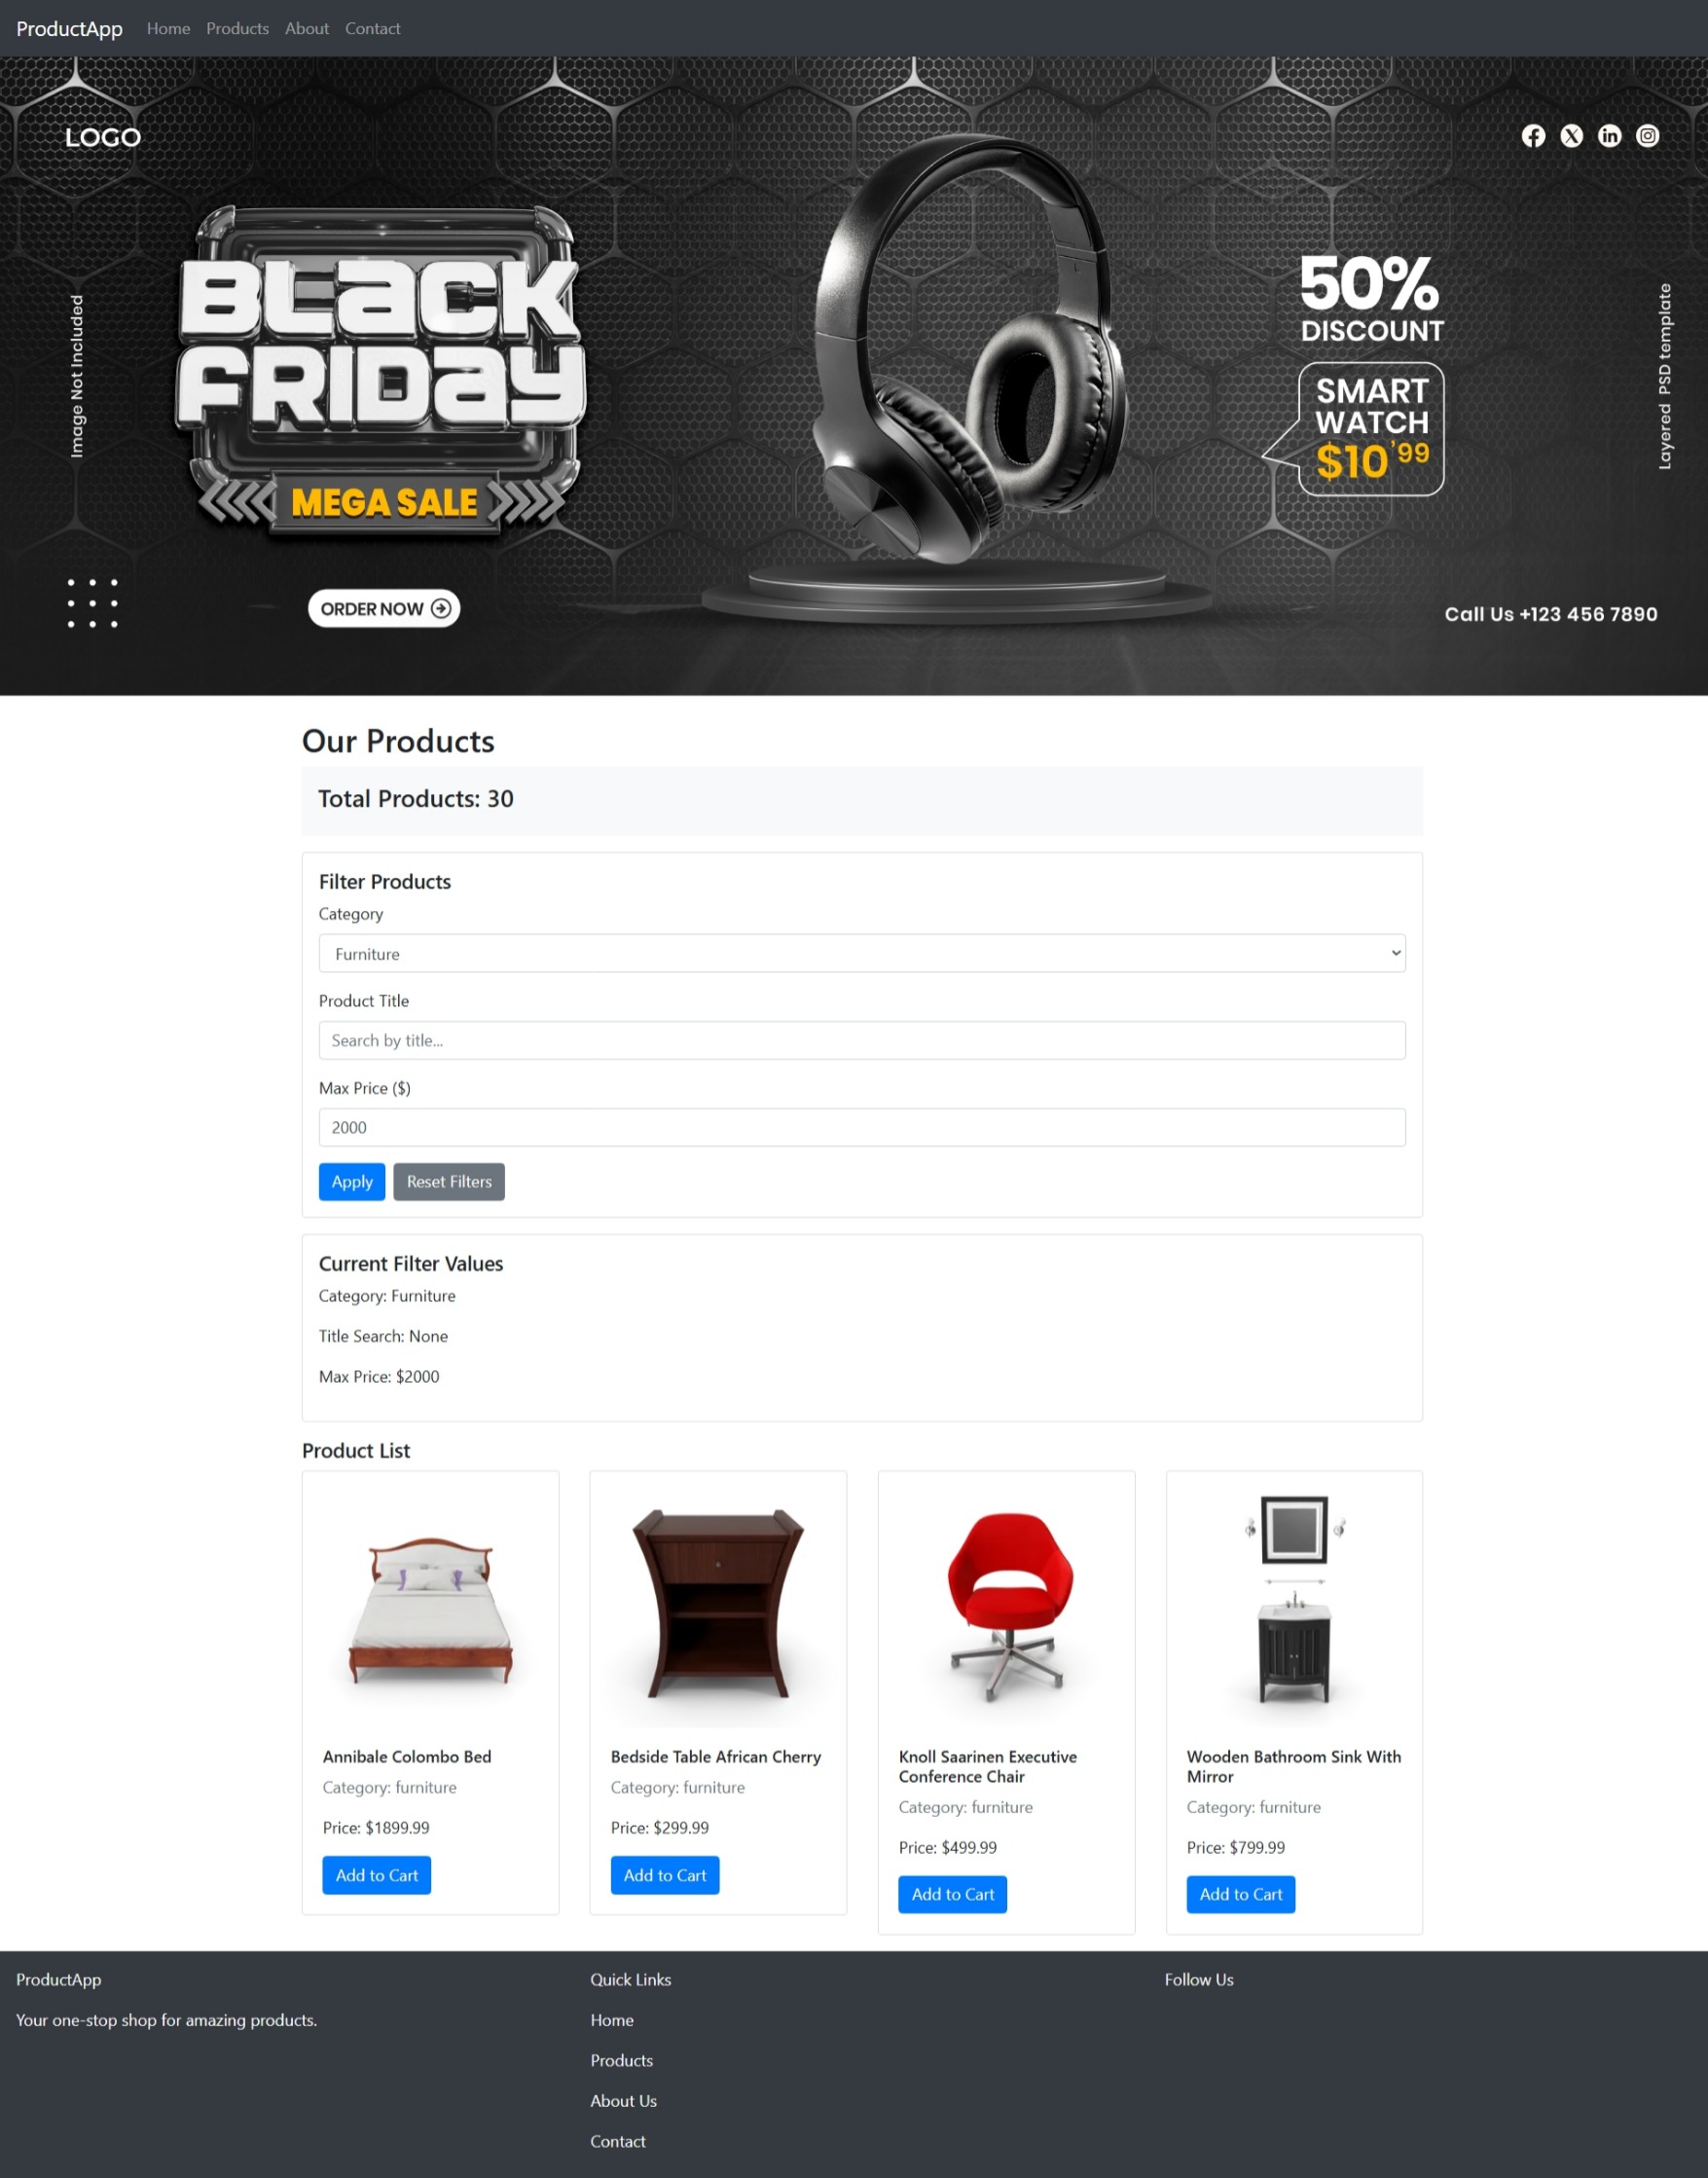 ProductApp Home Products About Contact
LOGO
Image Not Included
BLACK
FRIDAY
MEGA SALE
ORDER NOW
50%
DISCOUNT
SMART
WATCH
$10'99
Layered PSD template
Call Us +123 456 7890
Our Products
Total Products: 30
Filter Products
Category
Furniture
Product Title
Search by title...
Max Price ($)
2000
Apply Reset Filters
Current Filter Values
Category: Furniture
Title Search: None
Max Price: $2000
Product List
Annibale Colombo Bed
Category: furniture
Price: $1899.99
Add to Cart
Bedside Table African Cherry
Category: furniture
Price: $299.99
Add to Cart
Knoll Saarinen Executive
Conference Chair
Category: furniture
Price: $499.99
Add to Cart
Wooden Bathroom Sink With
Mirror
Category: furniture
Price: $799.99
Add to Cart
ProductApp
Your one-stop shop for amazing products.
Quick Links
Home
Products
About Us
Contact
Follow Us